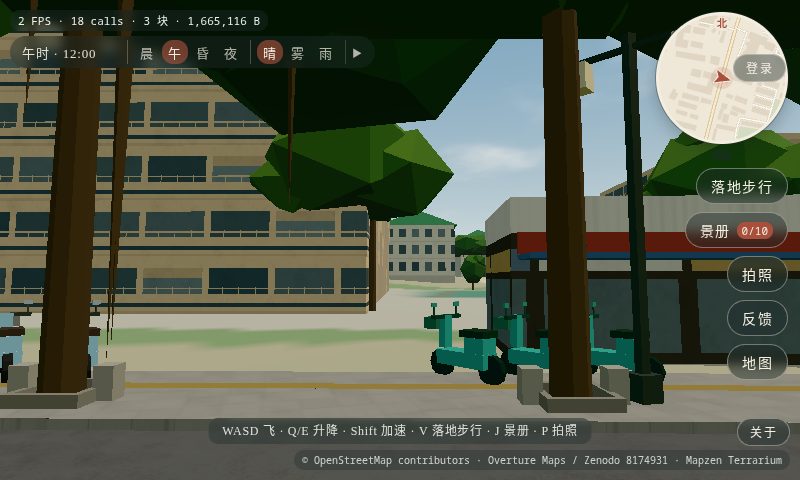 2 FPS · 18 calls · 3 块 · 1,665,116 B
午时 · 12:00 晨 午 昏 夜 晴 雾 雨 ▶
北
登录
落地步行
景册 0/10
拍照
反馈
地图
WASD 飞 · Q/E 升降 · Shift 加速 · V 落地步行 · J 景册 · P 拍照
关于
© OpenStreetMap contributors · Overture Maps / Zenodo 8174931 · Mapzen Terrarium